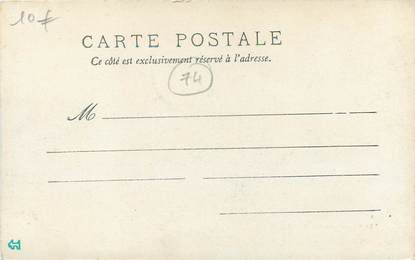 10€
CARTE POSTALE
Ce côté est exclusivement réservé à l'adresse.
74
M